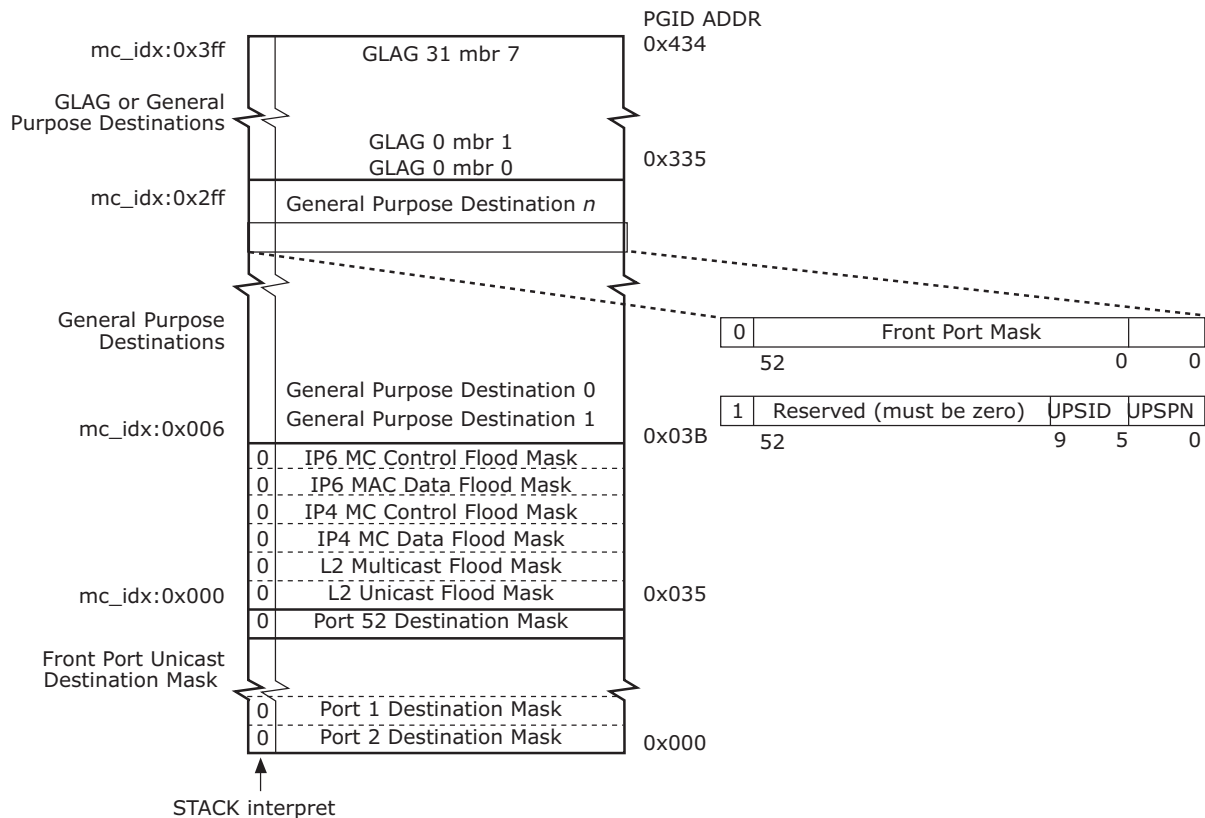 PGID ADDR
mc_idx:0x3ff
GLAG 31 mbr 7
0x434
GLAG or General
Purpose Destinations
GLAG 0 mbr 1
GLAG 0 mbr 0
0x335
mc_idx:0x2ff
General Purpose Destination n
General Purpose
Destinations
0 Front Port Mask
52 0 0
General Purpose Destination 0
General Purpose Destination 1
1 Reserved (must be zero) UPSID UPSPN
52 9 5 0
mc_idx:0x006
0x03B
0 IP6 MC Control Flood Mask
0 IP6 MAC Data Flood Mask
0 IP4 MC Control Flood Mask
0 IP4 MC Data Flood Mask
0 L2 Multicast Flood Mask
mc_idx:0x000
0 L2 Unicast Flood Mask
0x035
0 Port 52 Destination Mask
Front Port Unicast
Destination Mask
0 Port 1 Destination Mask
0 Port 2 Destination Mask
0x000
STACK interpret